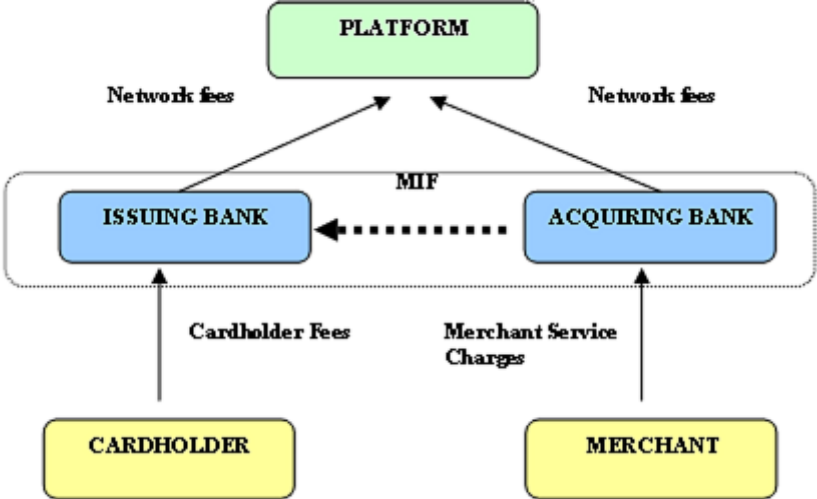 PLATFORM
Network fees
Network fees
MIF
ISSUING BANK
ACQUIRING BANK
Cardholder Fees
Merchant Service
Charges
CARDHOLDER
MERCHANT